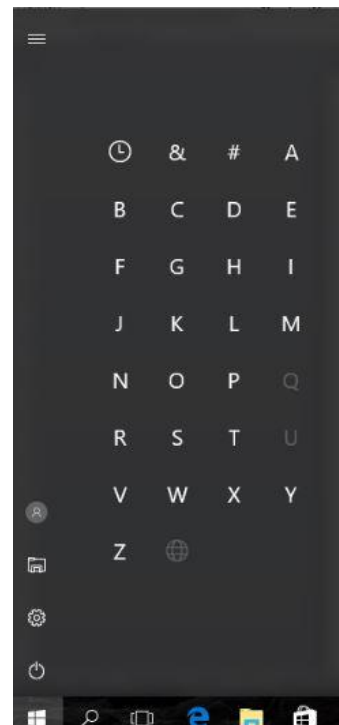 & # A
B C D E
F G H I
J K L M
N O P Q
R S T U
V W X Y
Z